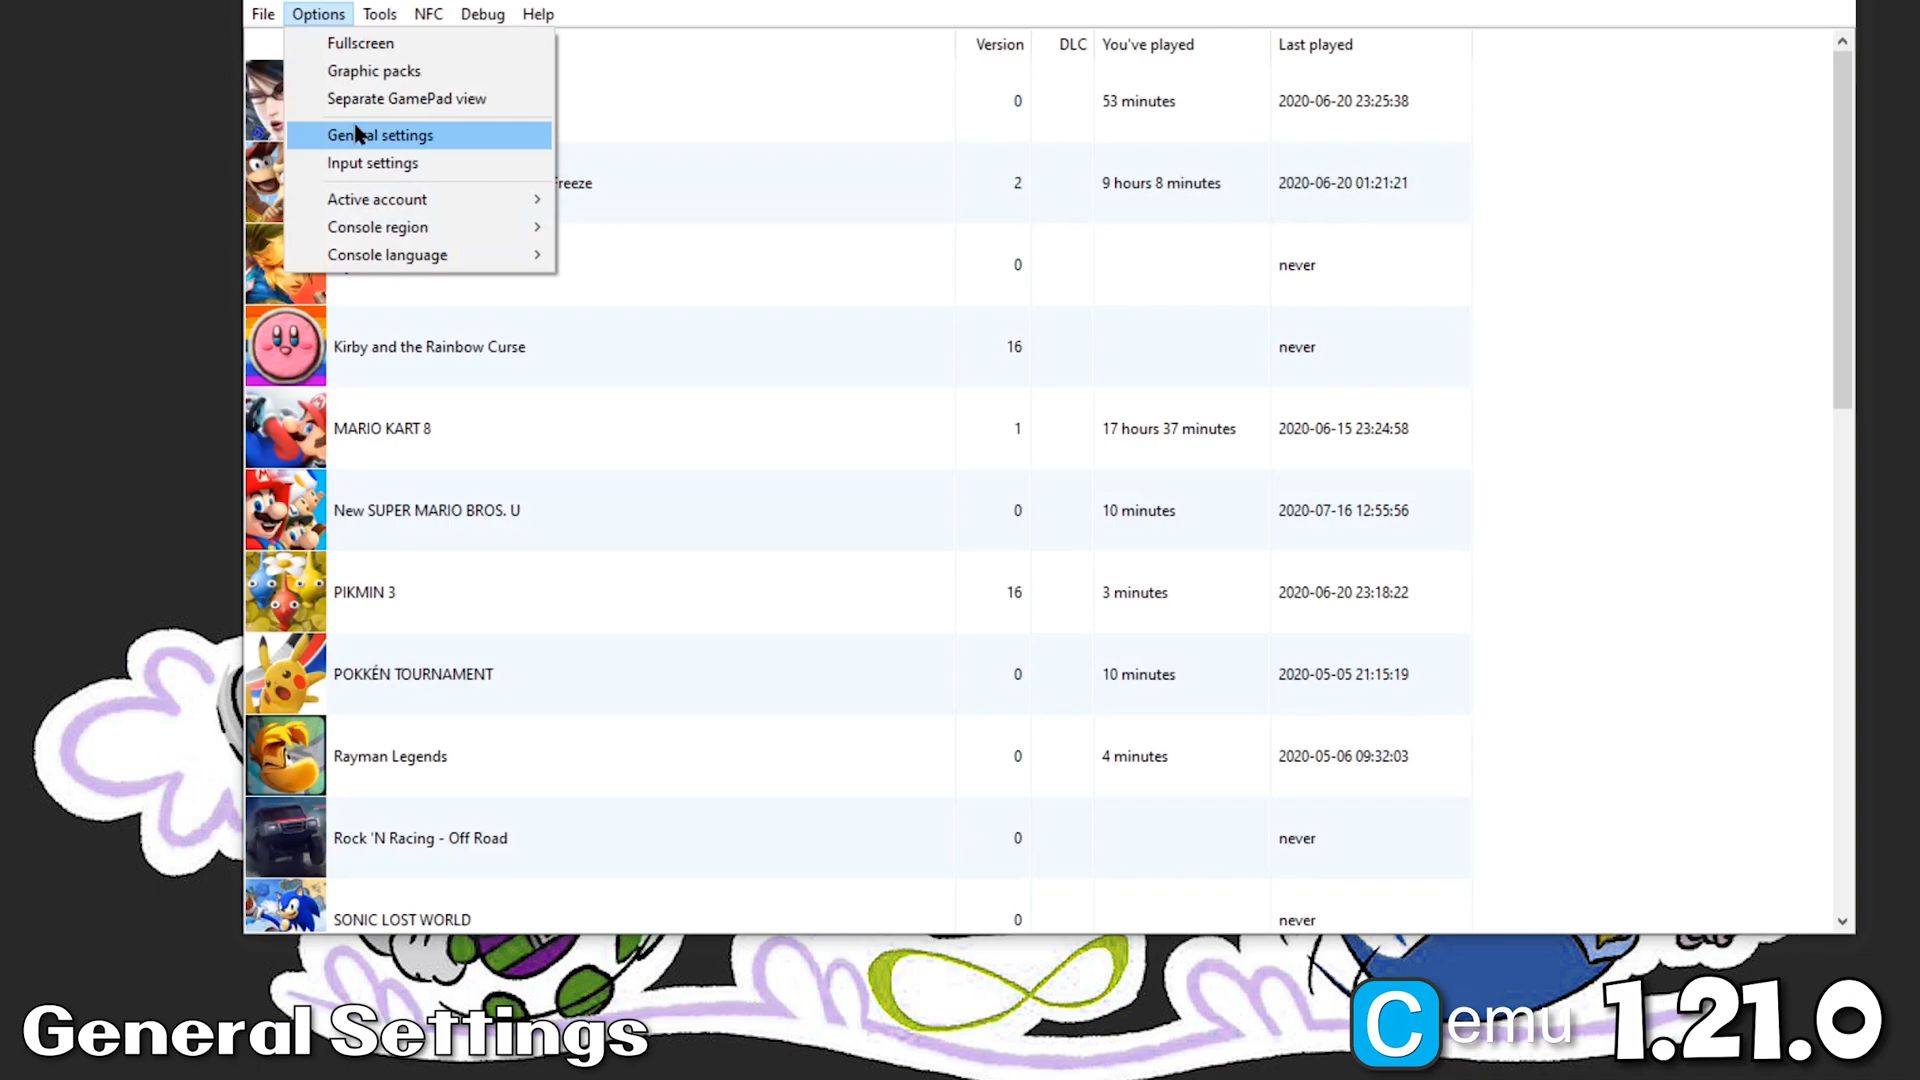 File Options Tools NFC Debug Help
Fullscreen
Graphic packs
Separate GamePad view
General settings
Input settings
Active account
Console region
Console language
Version DLC You've played Last played
0 53 minutes 2020-06-20 23:25:38
Freeze 2 9 hours 8 minutes 2020-06-20 01:21:21
0 never
Kirby and the Rainbow Curse 16 never
MARIO KART 8 1 17 hours 37 minutes 2020-06-15 23:24:58
New SUPER MARIO BROS. U 0 10 minutes 2020-07-16 12:55:56
PIKMIN 3 16 3 minutes 2020-06-20 23:18:22
POKKÉN TOURNAMENT 0 10 minutes 2020-05-05 21:15:19
Rayman Legends 0 4 minutes 2020-05-06 09:32:03
Rock 'N Racing - Off Road 0 never
SONIC LOST WORLD 0 never
General Settings
Cemu 1.21.0